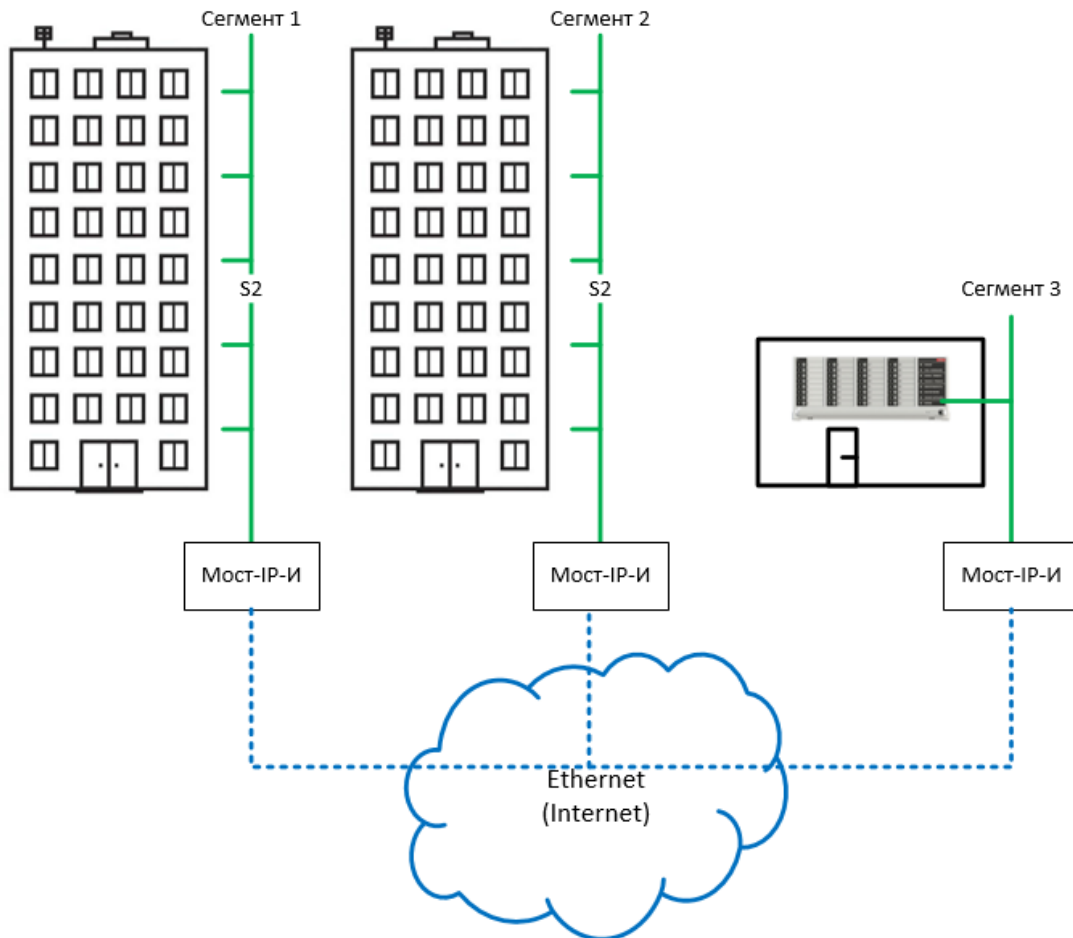 Сегмент 1
Сегмент 2
S2
S2
Сегмент 3
Мост-IP-И
Мост-IP-И
Мост-IP-И
Ethernet
(Internet)